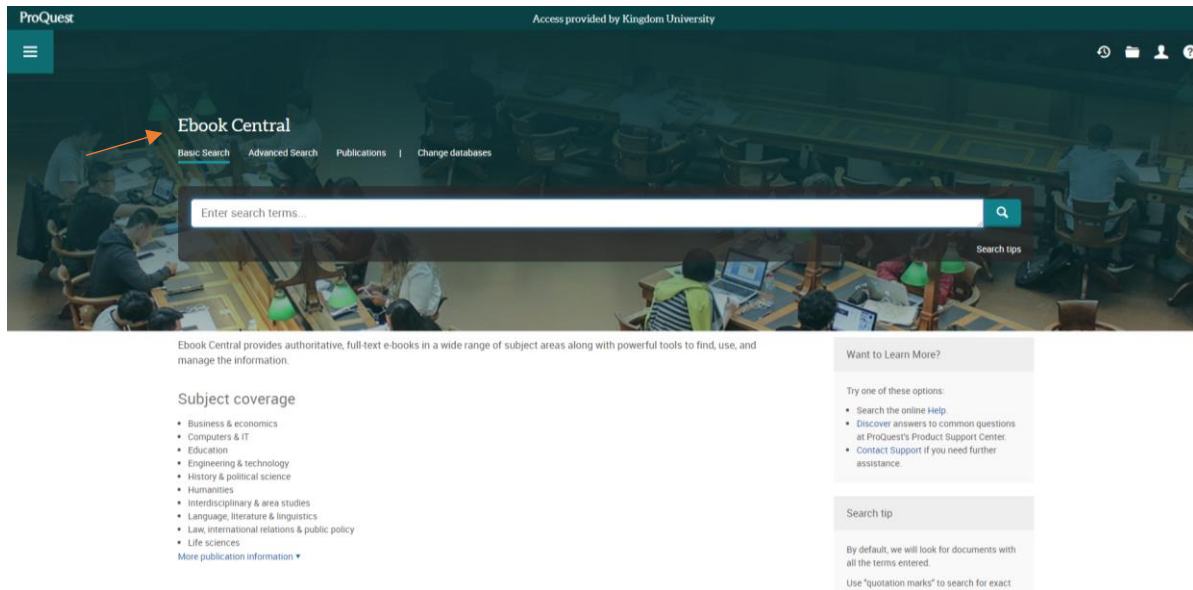 ProQuest
Access provided by Kingdom University
Ebook Central
Basic Search Advanced Search Publications | Change databases
Enter search terms...
Search tips
Ebook Central provides authoritative, full-text e-books in a wide range of subject areas along with powerful tools to find, use, and
manage the information.
Subject coverage
• Business & economics
• Computers & IT
• Education
• Engineering & technology
• History & political science
• Humanities
• Interdisciplinary & area studies
• Language, literature & linguistics
• Law, international relations & public policy
• Life sciences
More publication information ▾
Want to Learn More?
Try one of these options:
• Search the online Help.
• Discover answers to common questions
at ProQuest's Product Support Center.
• Contact Support if you need further
assistance.
Search tip
By default, we will look for documents with
all the terms entered.
Use "quotation marks" to search for exact